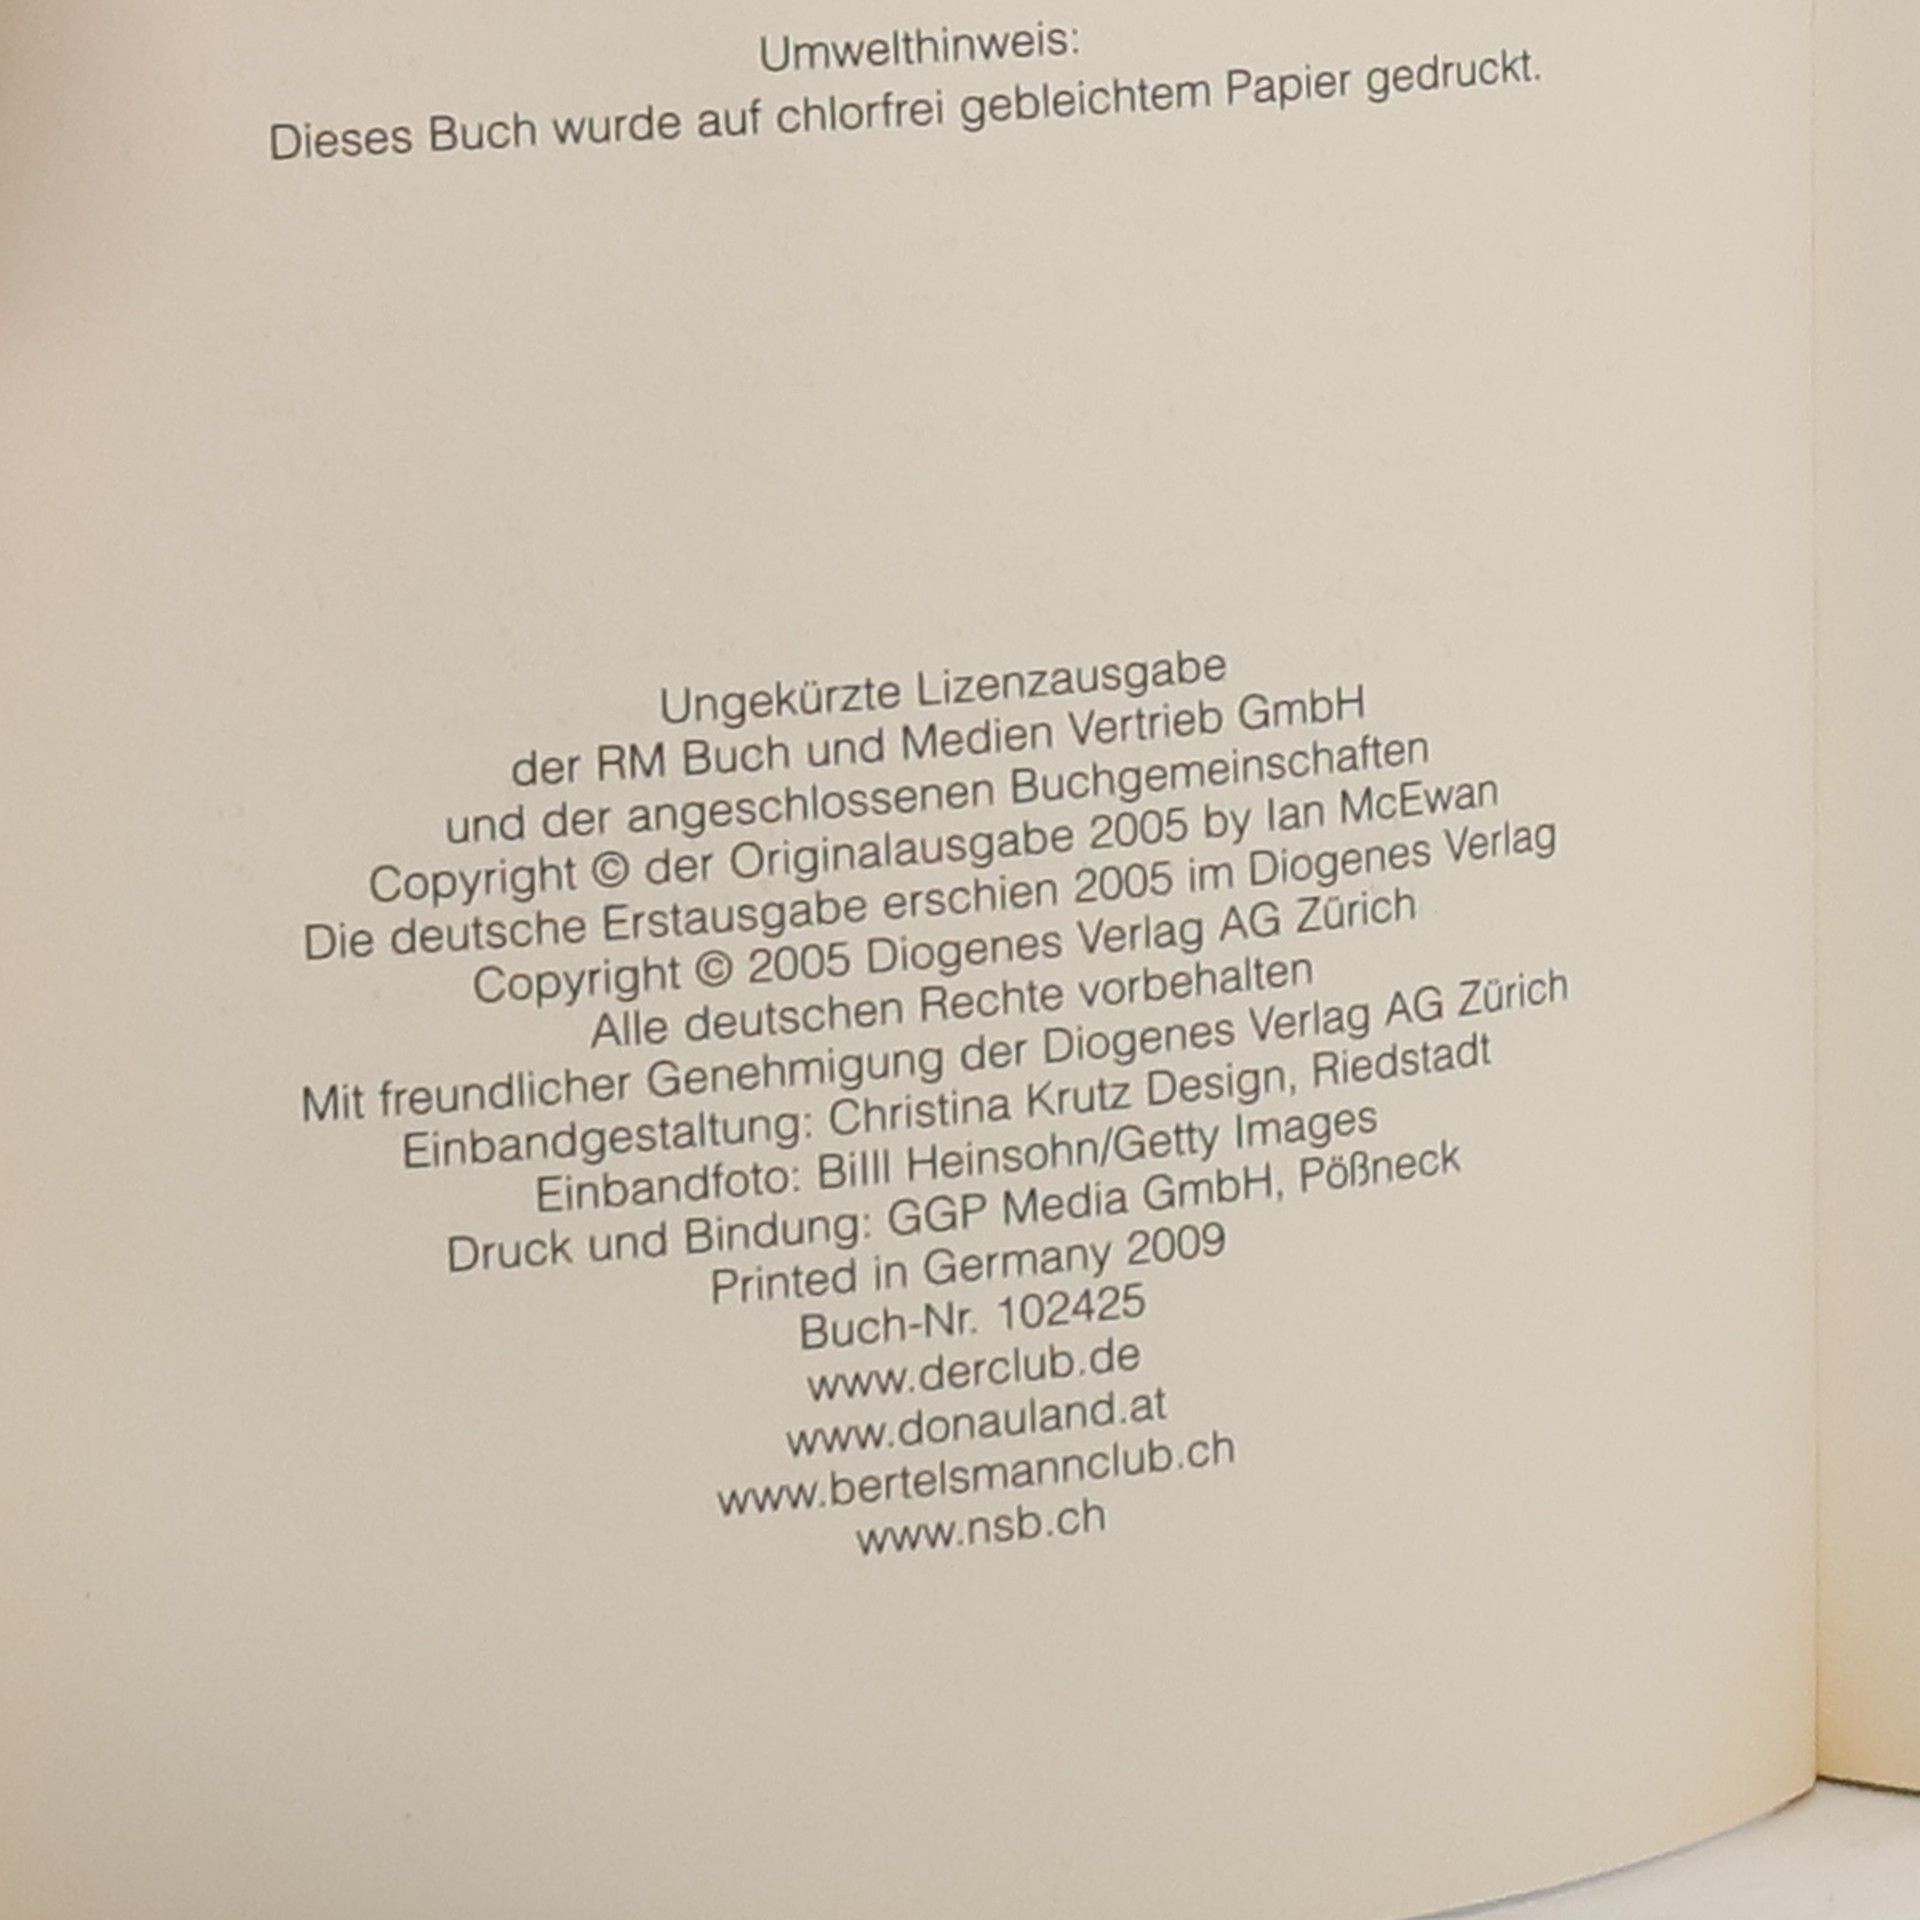 Umwelthinweis:
Dieses Buch wurde auf chlorfrei gebleichtem Papier gedruckt.
Ungekürzte Lizenzausgabe
der RM Buch und Medien Vertrieb GmbH
und der angeschlossenen Buchgemeinschaften
Copyright © der Originalausgabe 2005 by Ian McEwan
Die deutsche Erstausgabe erschien 2005 im Diogenes Verlag
Copyright © 2005 Diogenes Verlag AG Zürich
Alle deutschen Rechte vorbehalten
Mit freundlicher Genehmigung der Diogenes Verlag AG Zürich
Einbandgestaltung: Christina Krutz Design, Riedstadt
Einbandfoto: Billl Heinsohn/Getty Images
Druck und Bindung: GGP Media GmbH, Pößneck
Printed in Germany 2009
Buch-Nr. 102425
www.derclub.de
www.donauland.at
www.bertelsmannclub.ch
www.nsb.ch